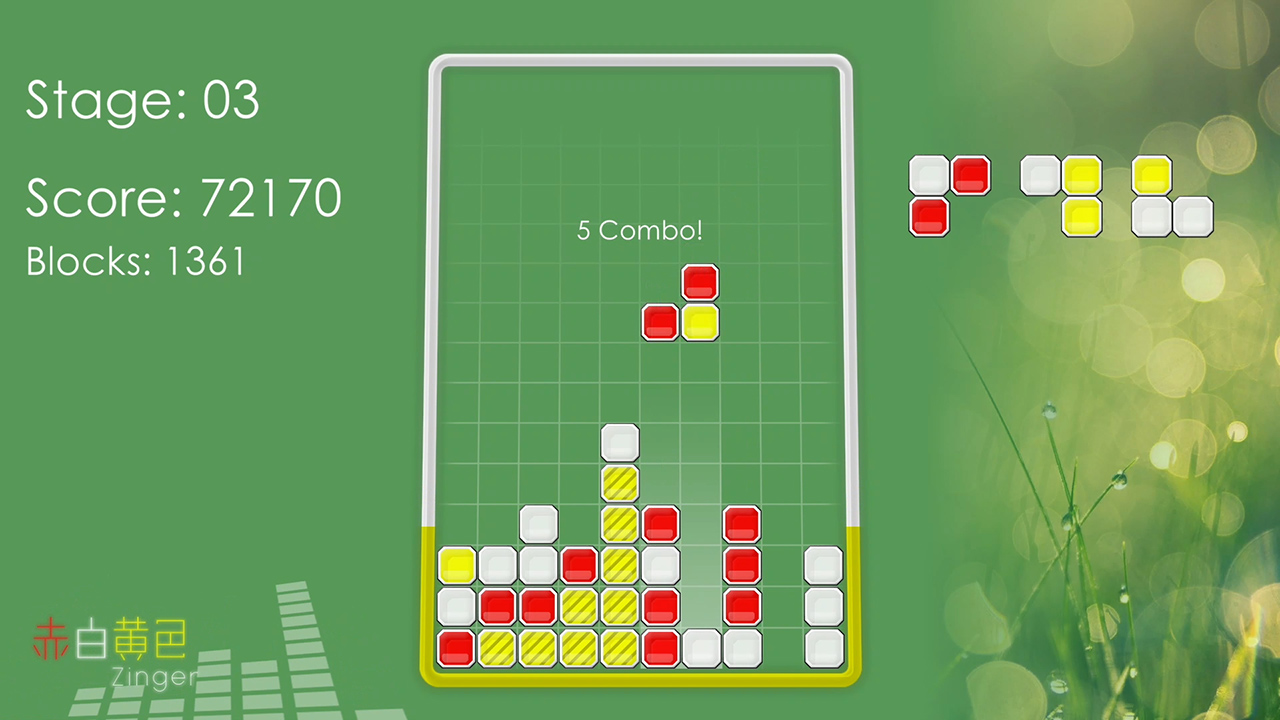 Stage: 03
Score: 72170
Blocks: 1361
5 Combo!
赤白黄色
Zinger